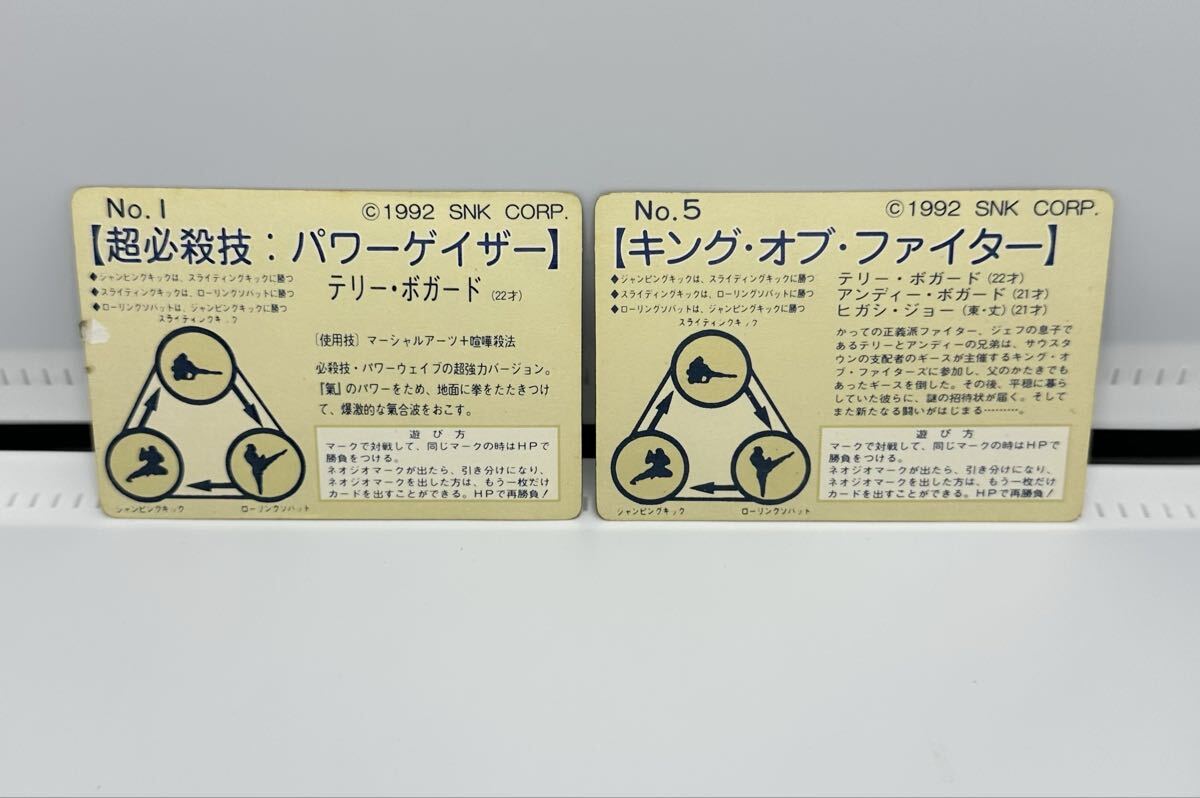 No.1
©1992 SNK CORP.
【超必殺技：パワーゲイザー】
◆ジャンピングキックは、スライディングキックに勝つ
◆スライディングキックは、ローリングソバットに勝つ
◆ローリングソバットは、ジャンピングキックに勝つ
スライディングキック
ジャンピングキック
ローリングソバット
テリー・ボガード（22才）
〔使用技〕マーシャルアーツ＋喧嘩殺法
必殺技・パワーウェイブの超強力バージョン。
『氣』のパワーをため、地面に拳をたたきつけ
て、爆激的な氣合波をおこす。
遊び方
マークで対戦して、同じマークの時はHPで
勝負をつける。
ネオジオマークが出たら、引き分けになり、
ネオジオマークを出した方は、もう一枚だけ
カードを出すことができる。HPで再勝負！
No.5
©1992 SNK CORP.
【キング・オブ・ファイター】
◆ジャンピングキックは、スライディングキックに勝つ
◆スライディングキックは、ローリングソバットに勝つ
◆ローリングソバットは、ジャンピングキックに勝つ
スライディングキック
ジャンピングキック
ローリングソバット
テリー・ボガード（22才）
アンディー・ボガード（21才）
ヒガシ・ジョー（東・丈）（21才）
かっての正義派ファイター、ジェフの息子で
あるテリーとアンディーの兄弟は、サウスタ
ウンの支配者のギースが主催するキング・オ
ブ・ファイターズに参加し、父のかたきでも
あったギースを倒した。その後、平穏に暮ら
していた彼らに、謎の招待状が届く。そして
また新たなる闘いがはじまる………。
遊び方
マークで対戦して、同じマークの時はHPで
勝負をつける。
ネオジオマークが出たら、引き分けになり、
ネオジオマークを出した方は、もう一枚だけ
カードを出すことができる。HPで再勝負！